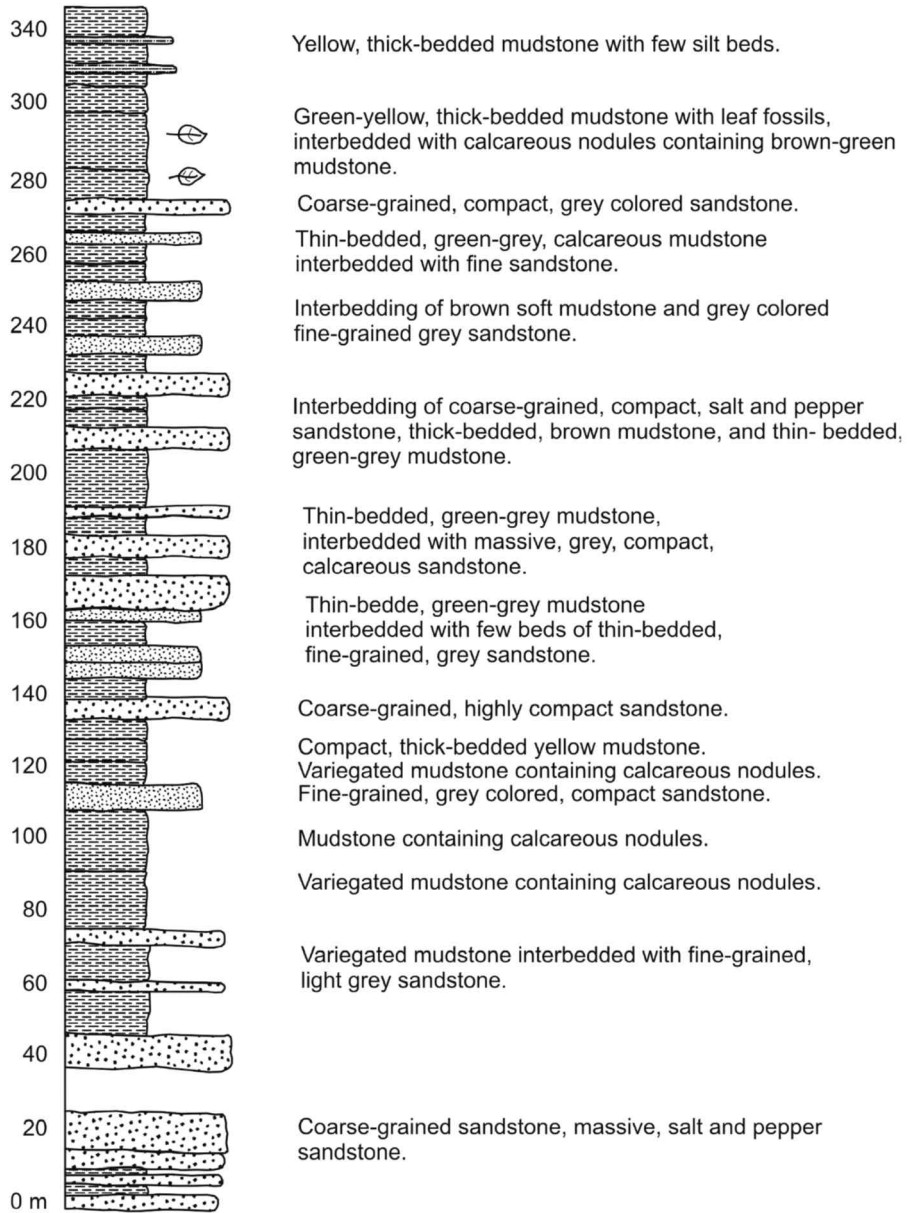 340
Yellow, thick-bedded mudstone with few silt beds.
300
Green-yellow, thick-bedded mudstone with leaf fossils,
interbedded with calcareous nodules containing brown-green
mudstone.
280
Coarse-grained, compact, grey colored sandstone.
Thin-bedded, green-grey, calcareous mudstone
interbedded with fine sandstone.
260
Interbedding of brown soft mudstone and grey colored
fine-grained grey sandstone.
240
220
Interbedding of coarse-grained, compact, salt and pepper
sandstone, thick-bedded, brown mudstone, and thin- bedded,
green-grey mudstone.
200
Thin-bedded, green-grey mudstone,
interbedded with massive, grey, compact,
calcareous sandstone.
180
Thin-bedde, green-grey mudstone
interbedded with few beds of thin-bedded,
fine-grained, grey sandstone.
160
140
Coarse-grained, highly compact sandstone.
Compact, thick-bedded yellow mudstone.
Variegated mudstone containing calcareous nodules.
120
Fine-grained, grey colored, compact sandstone.
100
Mudstone containing calcareous nodules.
Variegated mudstone containing calcareous nodules.
80
Variegated mudstone interbedded with fine-grained,
light grey sandstone.
60
40
20
Coarse-grained sandstone, massive, salt and pepper
sandstone.
0 m